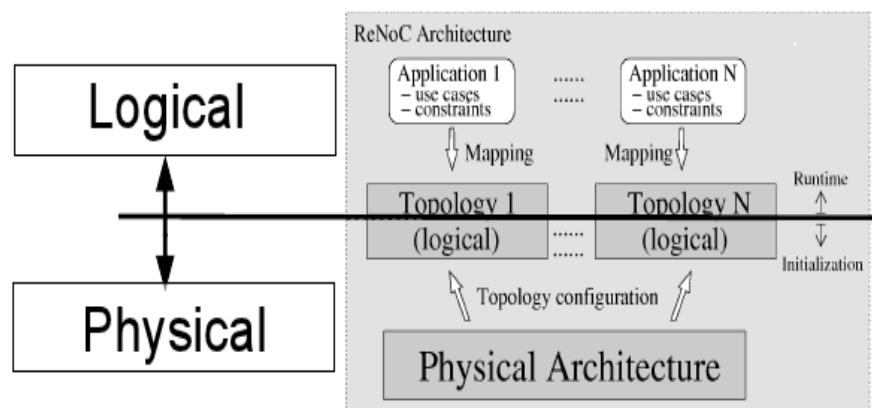 Logical
Physical
ReNoC Architecture
Application 1
– use cases
– constraints
......
......
Application N
– use cases
– constraints
Mapping
Mapping
Topology 1
(logical)
......
......
Topology N
(logical)
Runtime
Initialization
Topology configuration
Physical Architecture